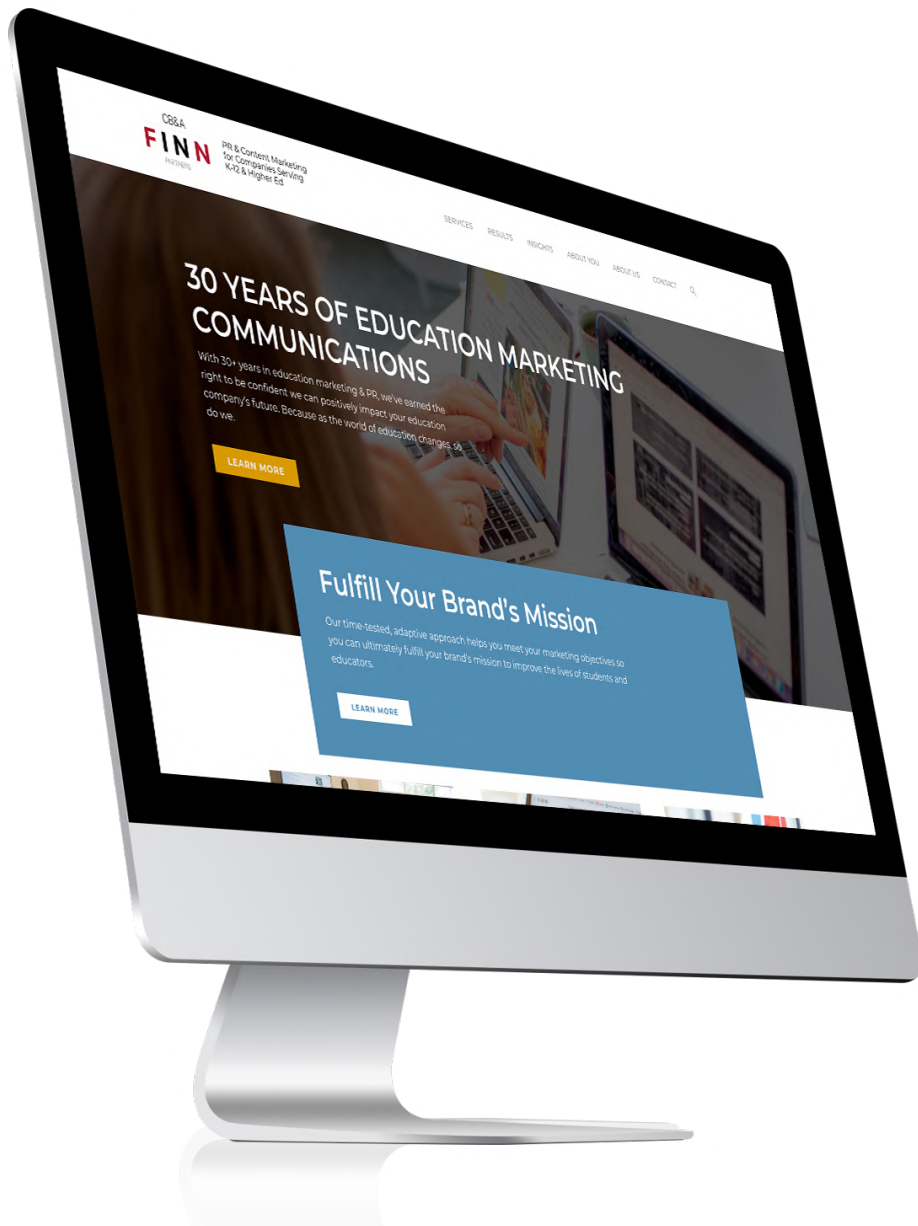 CB&A
FINN
PARTNERS
PR & Content Marketing
for Companies Serving
K-12 & Higher Ed
SERVICES RESULTS INSIGHTS ABOUT YOU ABOUT US CONTACT
30 YEARS OF EDUCATION MARKETING
COMMUNICATIONS
With 30+ years in education marketing & PR, we've earned the
right to be confident we can positively impact your education
company's future. Because as the world of education changes, so
do we.
LEARN MORE
Fulfill Your Brand's Mission
Our time-tested, adaptive approach helps you meet your marketing objectives so
you can ultimately fulfill your brand's mission to improve the lives of students and
educators.
LEARN MORE